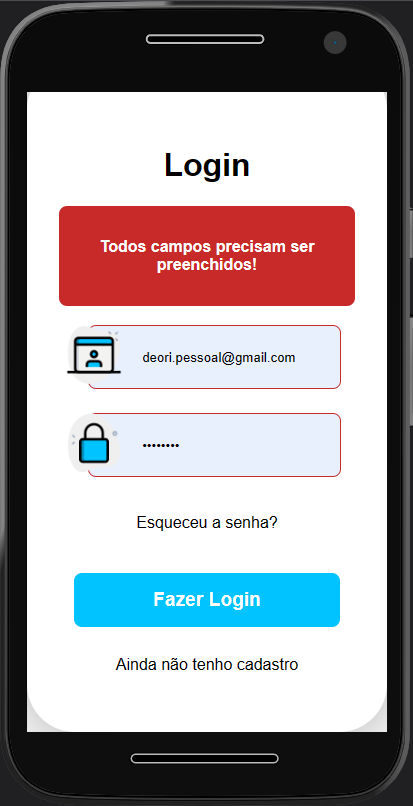 Login
Todos campos precisam ser
preenchidos!
deori.pessoal@gmail.com
••••••••
Esqueceu a senha?
Fazer Login
Ainda não tenho cadastro